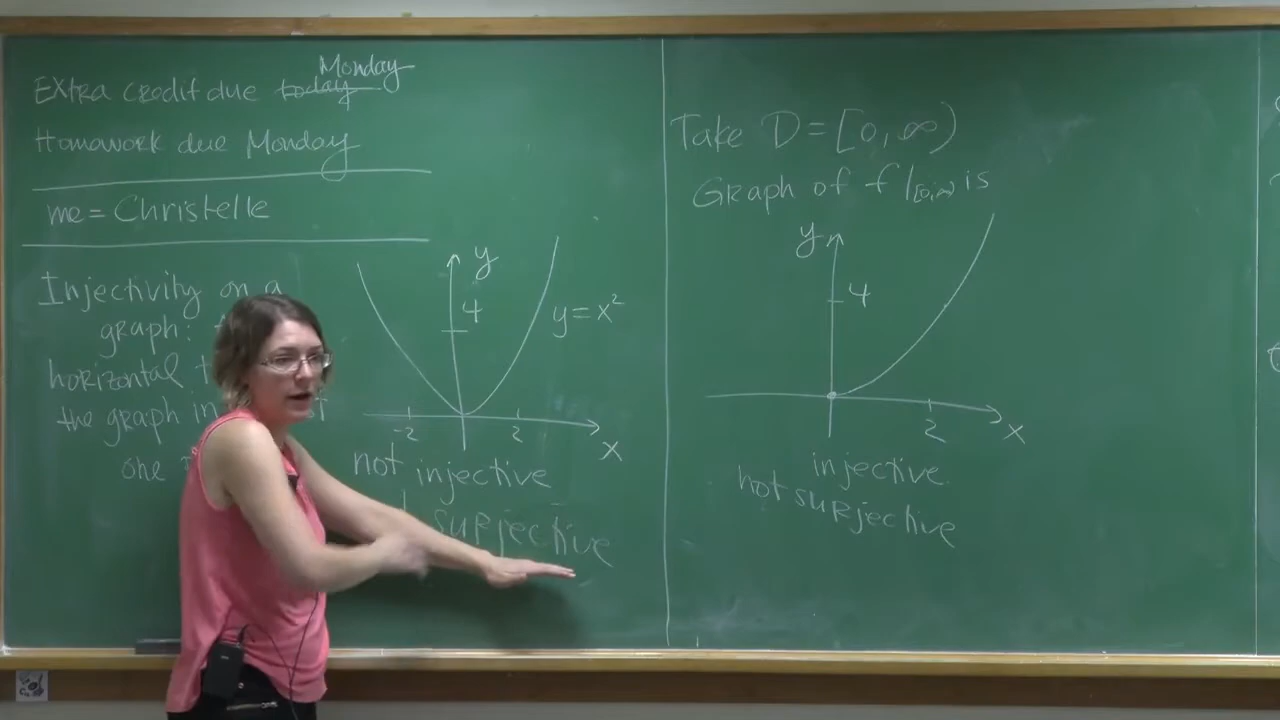 Extra credit due today Monday
Homework due Monday
me = Christelle
Injectivity on a
graph:
horizontal
the graph in
one
y
4
y = x²
-2
2
x
not injective
surjective
Take D = [0, ∞)
Graph of f|[0,∞) is
y
4
2
x
injective
not surjective